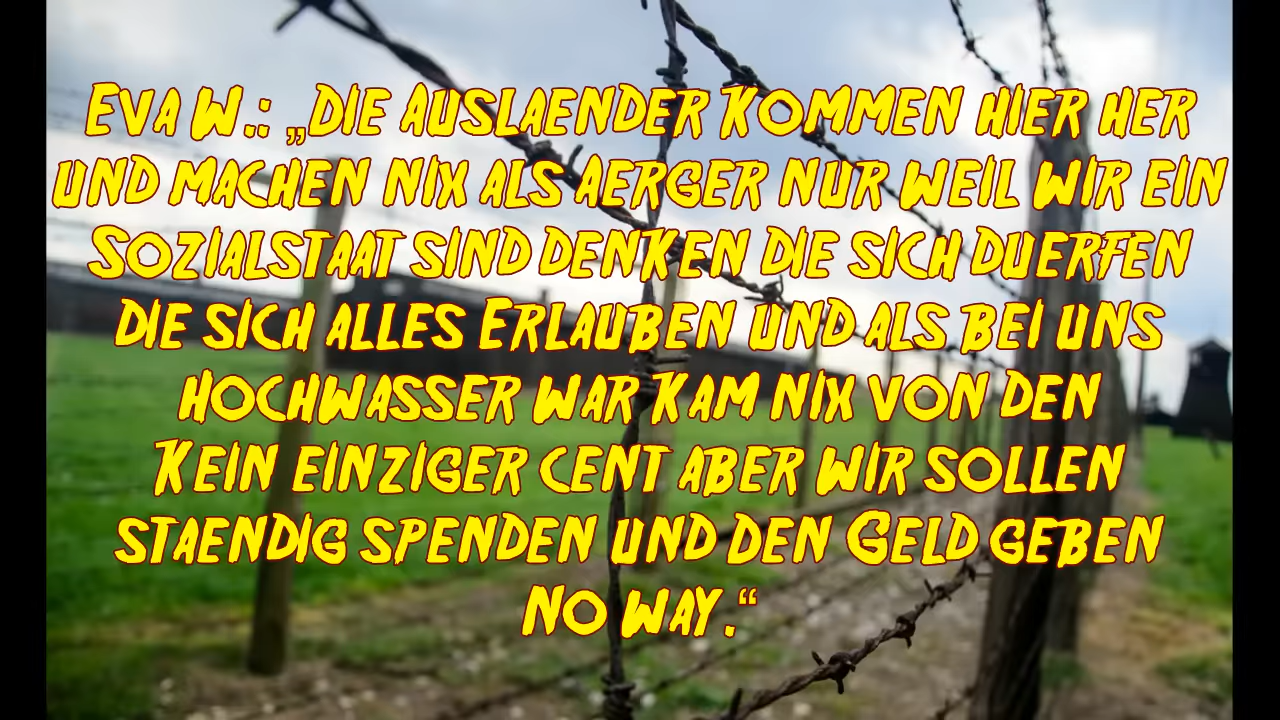 Eva W.: „Die Auslaender Kommen hier her
und machen nix als Aerger nur weil Wir ein
Sozialstaat sind denken die sich duerfen
die sich alles Erlauben und als bei uns
Hochwasser war Kam nix von den
Kein einziger cent aber wir sollen
staendig spenden und den Geld geben
No way.“